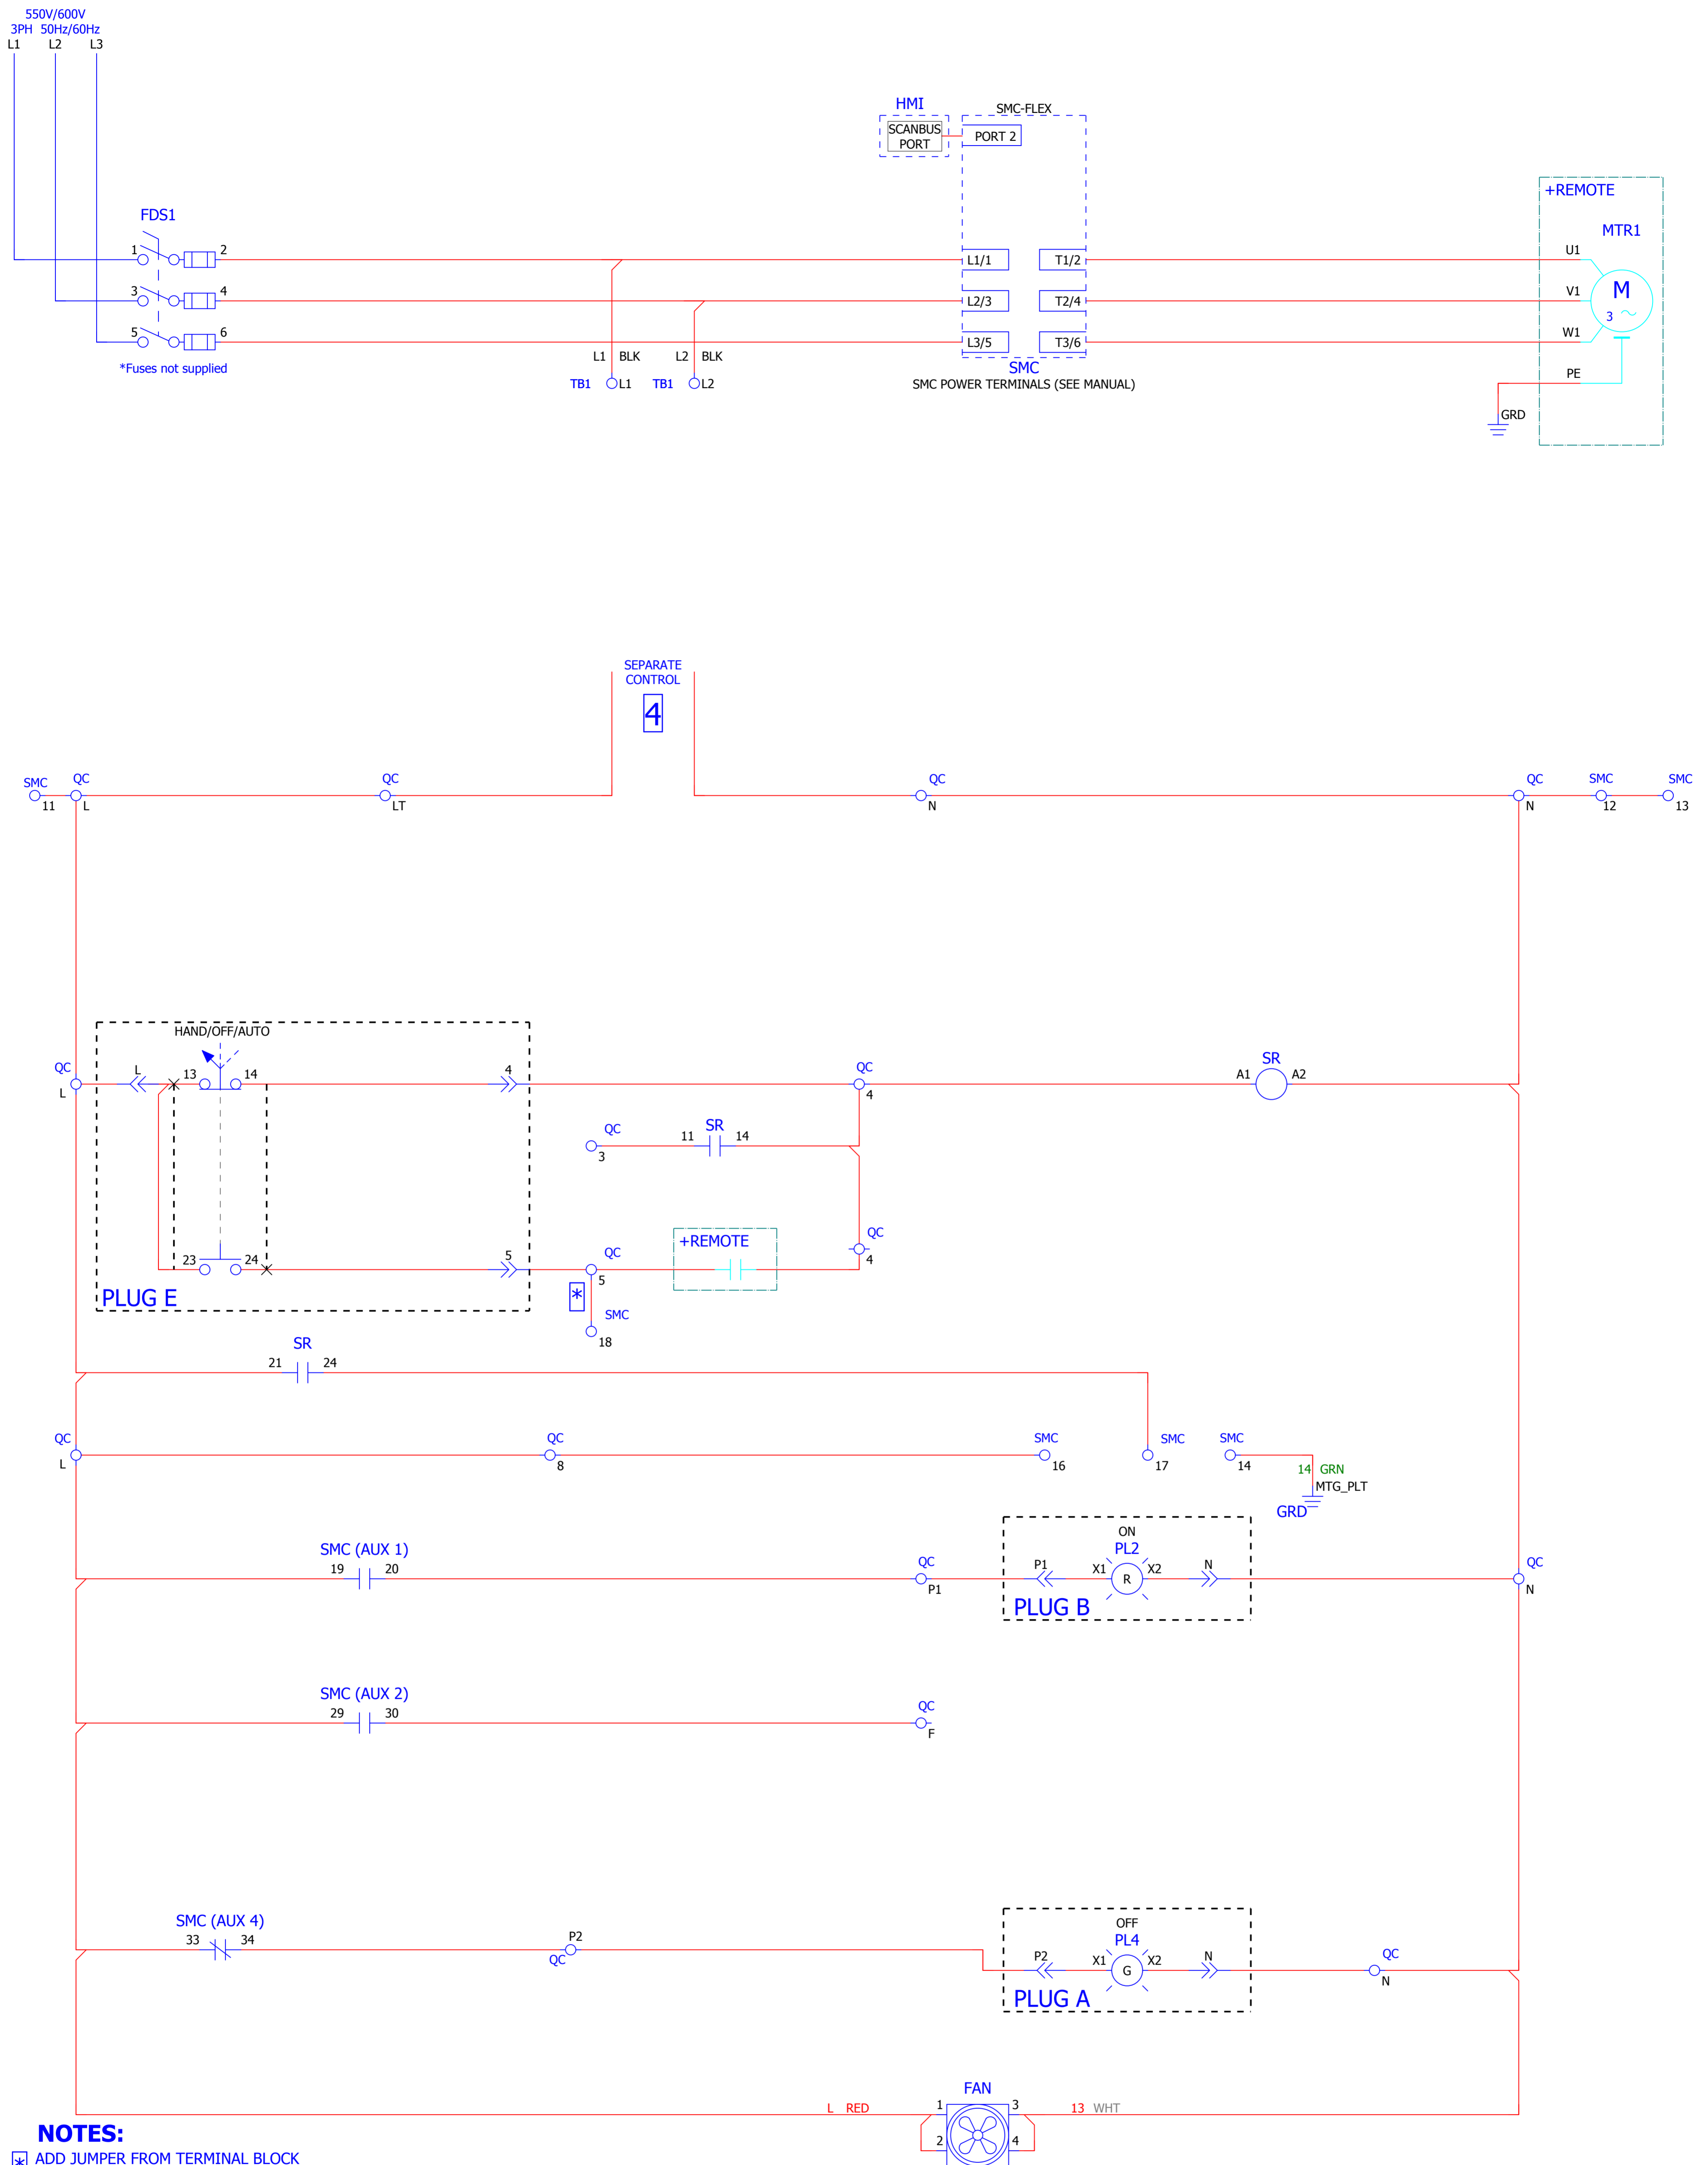 550V/600V
3PH 50Hz/60Hz
L1 L2 L3
HMI
SCANBUS
PORT
SMC-FLEX
PORT 2
+REMOTE
MTR1
FDS1
1 2
3 4
5 6
*Fuses not supplied
L1/1 T1/2
L2/3 T2/4
L3/5 T3/6
SMC
SMC POWER TERMINALS (SEE MANUAL)
U1
V1
W1
PE
M
3
GRD
L1 BLK L2 BLK
TB1 L1 TB1 L2
SEPARATE
CONTROL
4
SMC QC QC QC QC SMC SMC
11 L LT N N 12 13
HAND/OFF/AUTO
QC L 13 14 4 QC SR
L 4 A1 A2
QC 11 SR 14
3
QC
4
+REMOTE
23 24 5 QC
5
PLUG E
*
SMC
18
SR
21 24
QC QC SMC SMC SMC
L 8 16 17 14
14 GRN
MTG_PLT
GRD
ON
PL2
SMC (AUX 1)
19 20 QC P1 X1 R X2 N QC
P1 N
PLUG B
SMC (AUX 2)
29 30 QC
F
OFF
PL4
SMC (AUX 4)
33 34 P2
QC
P2 X1 G X2 N QC
N
PLUG A
FAN
L RED 1 3 13 WHT
2 4
NOTES:
* ADD JUMPER FROM TERMINAL BLOCK